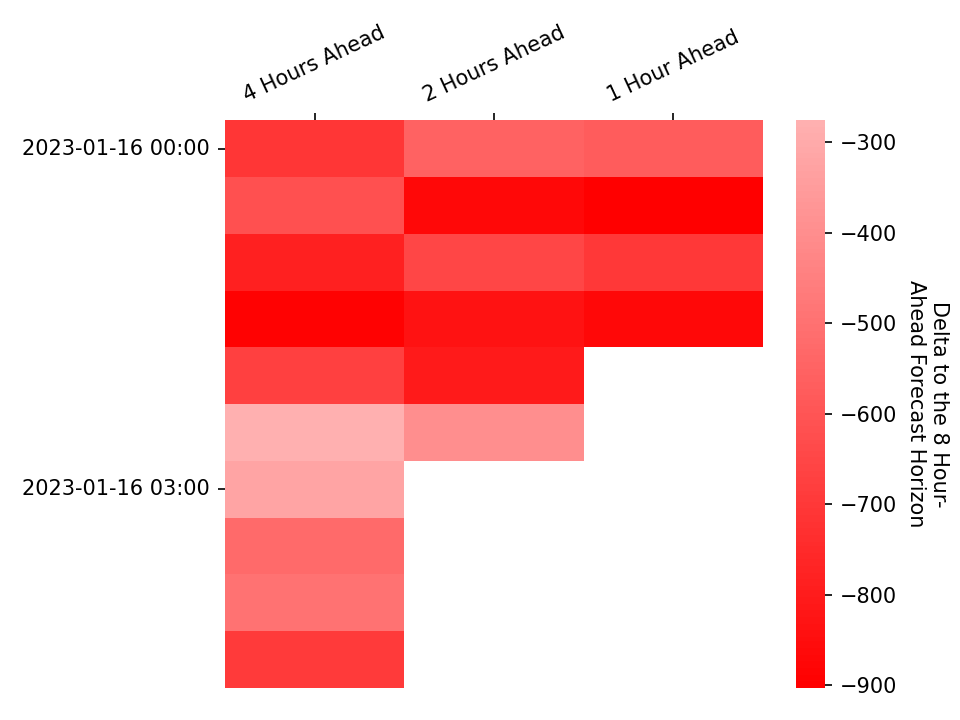 4 Hours Ahead
2 Hours Ahead
1 Hour Ahead
2023-01-16 00:00
2023-01-16 03:00
−300
−400
−500
−600
−700
−800
−900
Delta to the 8 Hour-
Ahead Forecast Horizon